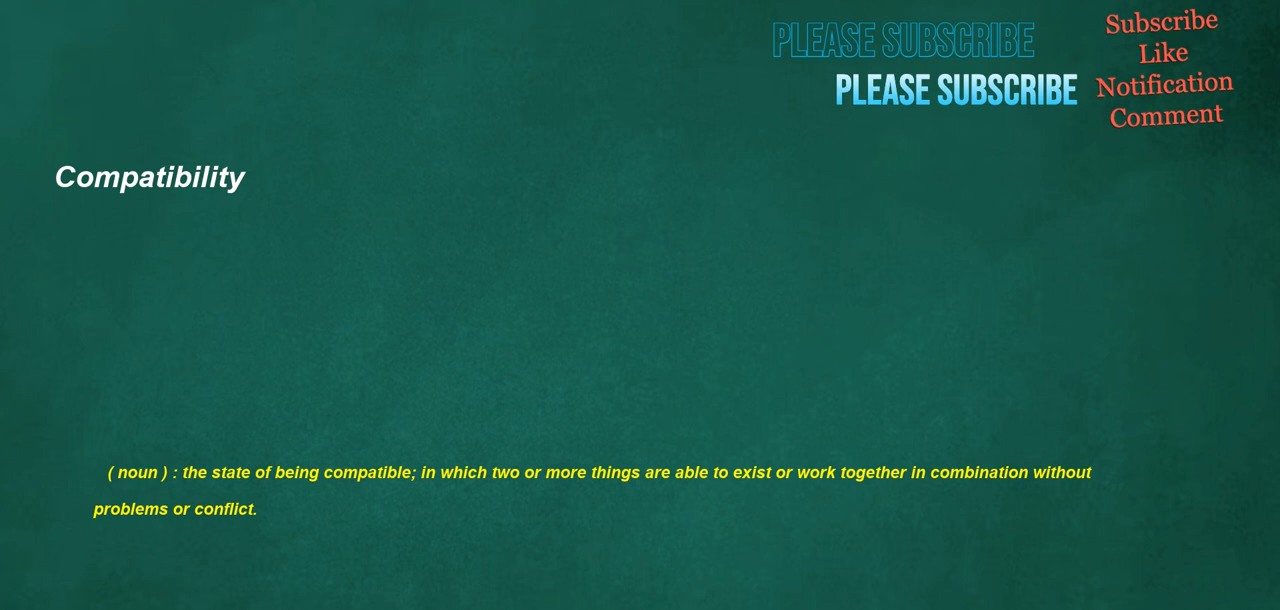 PLEASE SUBSCRIBE
PLEASE SUBSCRIBE
Subscribe
Like
Notification
Comment
Compatibility
( noun ) : the state of being compatible; in which two or more things are able to exist or work together in combination without
problems or conflict.